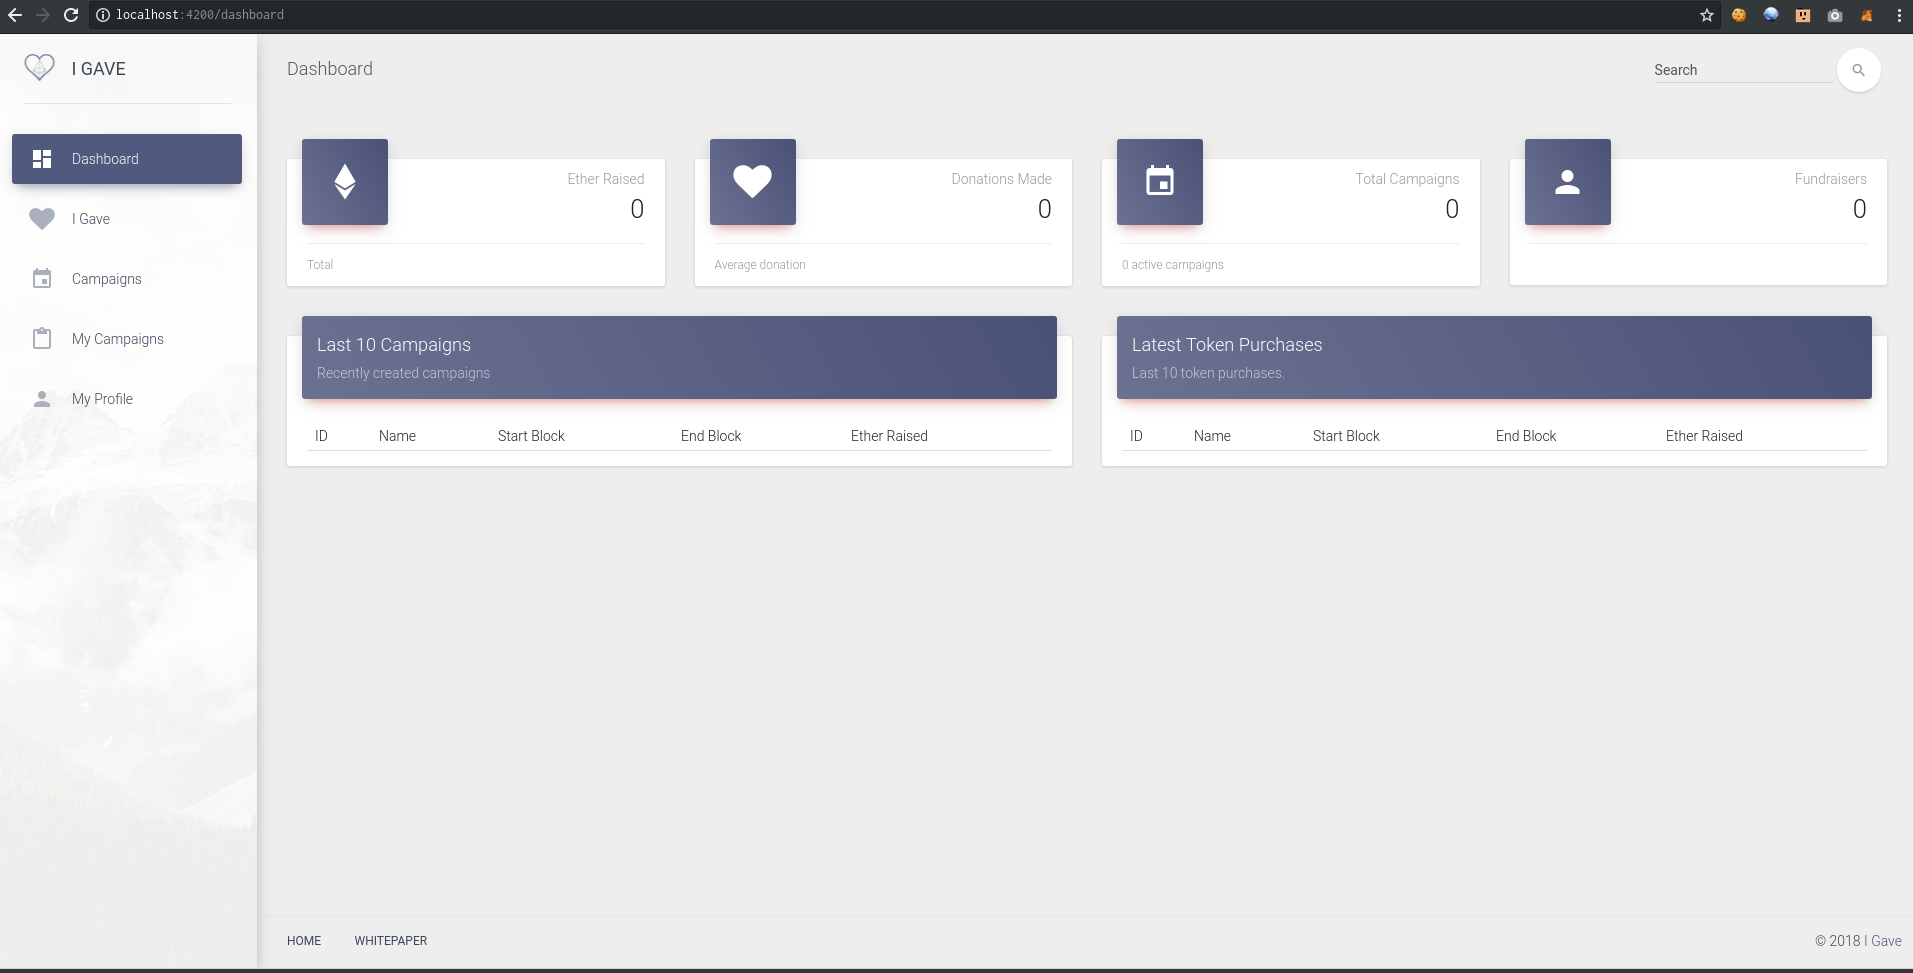 localhost:4200/dashboard
I GAVE
Dashboard
I Gave
Campaigns
My Campaigns
My Profile
Dashboard
Search
Ether Raised
0
Total
Donations Made
0
Average donation
Total Campaigns
0
0 active campaigns
Fundraisers
0
Last 10 Campaigns
Recently created campaigns
ID Name Start Block End Block Ether Raised
Latest Token Purchases
Last 10 token purchases.
ID Name Start Block End Block Ether Raised
HOME WHITEPAPER
© 2018 I Gave